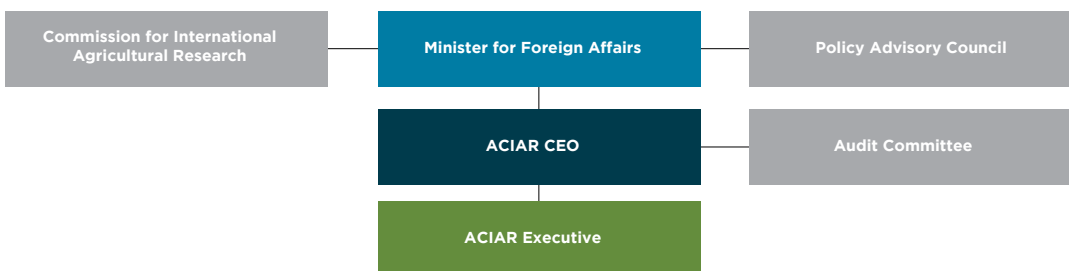 Commission for International
Agricultural Research
Minister for Foreign Affairs
Policy Advisory Council
ACIAR CEO
Audit Committee
ACIAR Executive